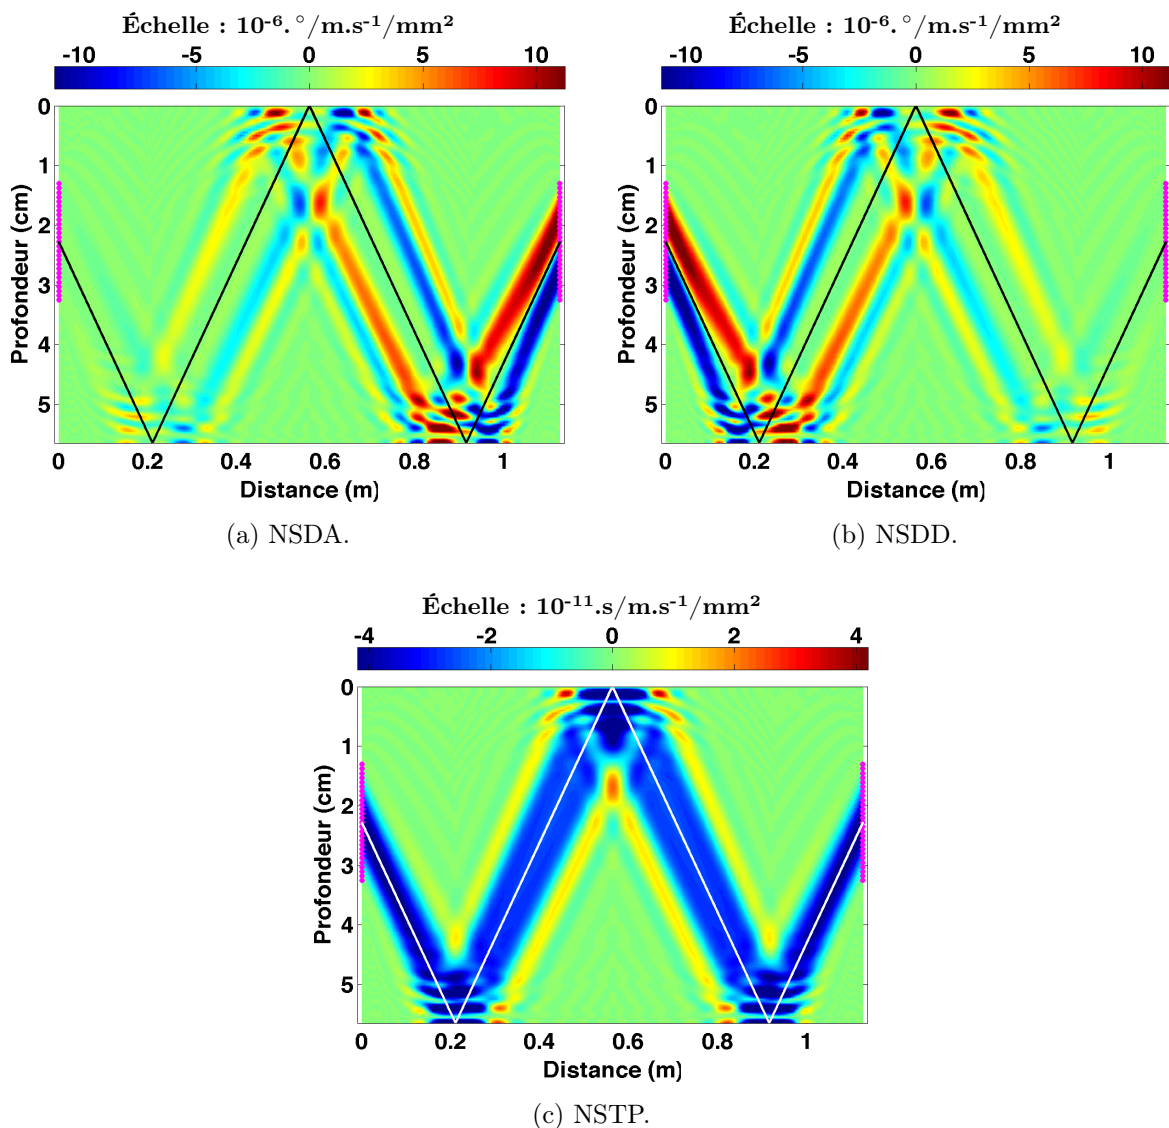 Échelle : 10⁻⁶.°/m.s⁻¹/mm²
-10 -5 0 5 10
0
1
2
3
4
5
Profondeur (cm)
0 0.2 0.4 0.6 0.8 1
Distance (m)
(a) NSDA.
Échelle : 10⁻⁶.°/m.s⁻¹/mm²
-10 -5 0 5 10
0
1
2
3
4
5
Profondeur (cm)
0 0.2 0.4 0.6 0.8 1
Distance (m)
(b) NSDD.
Échelle : 10⁻¹¹.s/m.s⁻¹/mm²
-4 -2 0 2 4
0
1
2
3
4
5
Profondeur (cm)
0 0.2 0.4 0.6 0.8 1
Distance (m)
(c) NSTP.